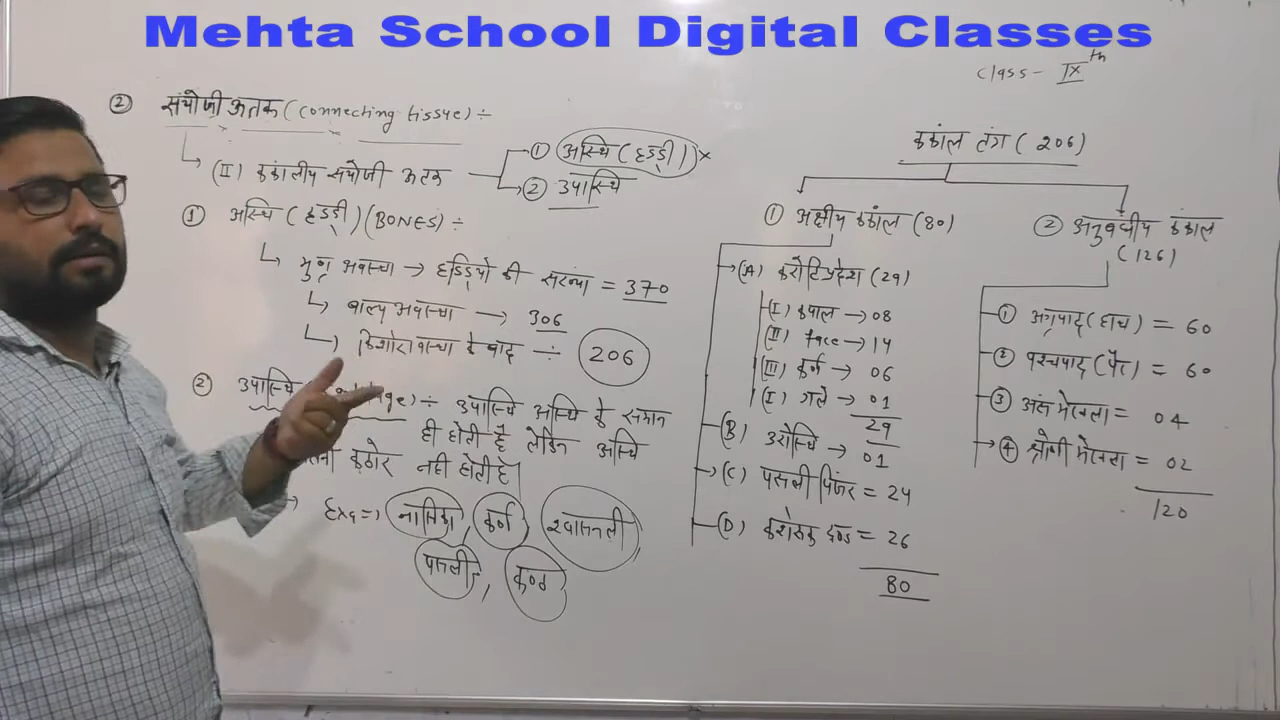 Mehta School Digital Classes
Class - IXth
② संयोजी ऊतक (connecting tissue) ÷
(II) कंकालीय संयोजी ऊतक
① अस्थि (हड्डी) ×
② उपास्थि
① अस्थि (हड्डी) (BONES) ÷
भ्रूण अवस्था → हड्डियो की संख्या = 370
बाल्य अवस्था → 306
किशोरावस्था के बाद ÷ 206
② उपास्थि ÷ उपास्थि अस्थि के समान
ही होती है लेकिन अस्थि
कठोर नही होती है।
Exg => नासिका, कर्ण, श्वासनली,
पसली, कण्ठ
कंकाल तंत्र (206)
① अक्षीय कंकाल (80)
(A) करोटि प्रदेश (29)
(I) कपाल → 08
(II) face → 14
(III) कर्ण → 06
(I) गले → 01
29
(B) उरोस्थि → 01
(C) पसली पिंजर = 24
(D) कशेरुक दण्ड = 26
80
② अनुबंधीय कंकाल
(126)
① अग्रपाद (हाथ) = 60
② पश्चपाद (पैर) = 60
③ अंस मेखला = 04
④ श्रोणी मेखला = 02
120